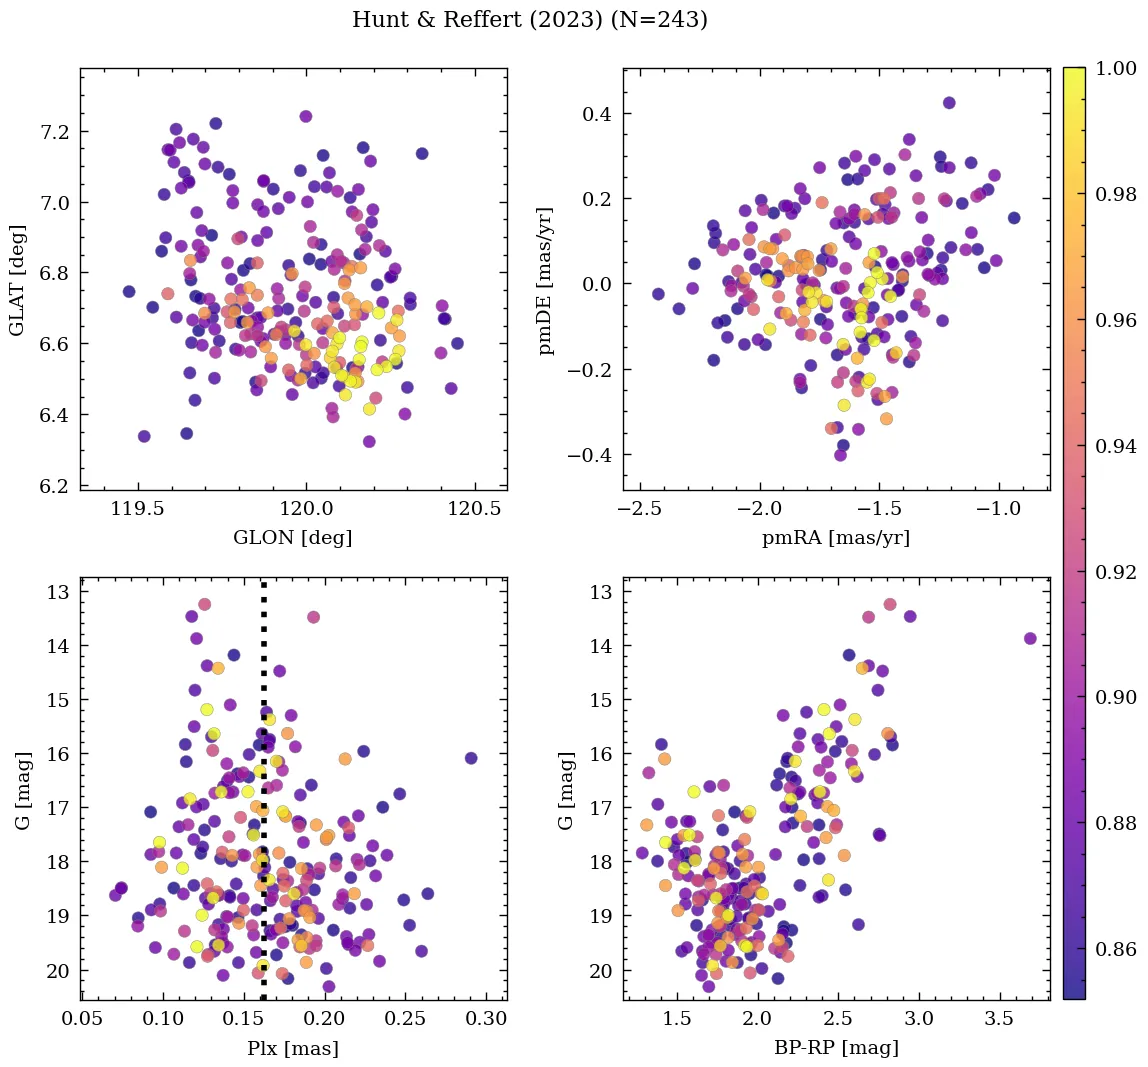 Hunt & Reffert (2023) (N=243)
7.2
7.0
6.8
6.6
6.4
6.2
GLAT [deg]
119.5 120.0 120.5
GLON [deg]
0.4
0.2
0.0
−0.2
−0.4
pmDE [mas/yr]
−2.5 −2.0 −1.5 −1.0
pmRA [mas/yr]
13
14
15
16
17
18
19
20
G [mag]
0.05 0.10 0.15 0.20 0.25 0.30
Plx [mas]
13
14
15
16
17
18
19
20
G [mag]
1.5 2.0 2.5 3.0 3.5
BP-RP [mag]
1.00
0.98
0.96
0.94
0.92
0.90
0.88
0.86